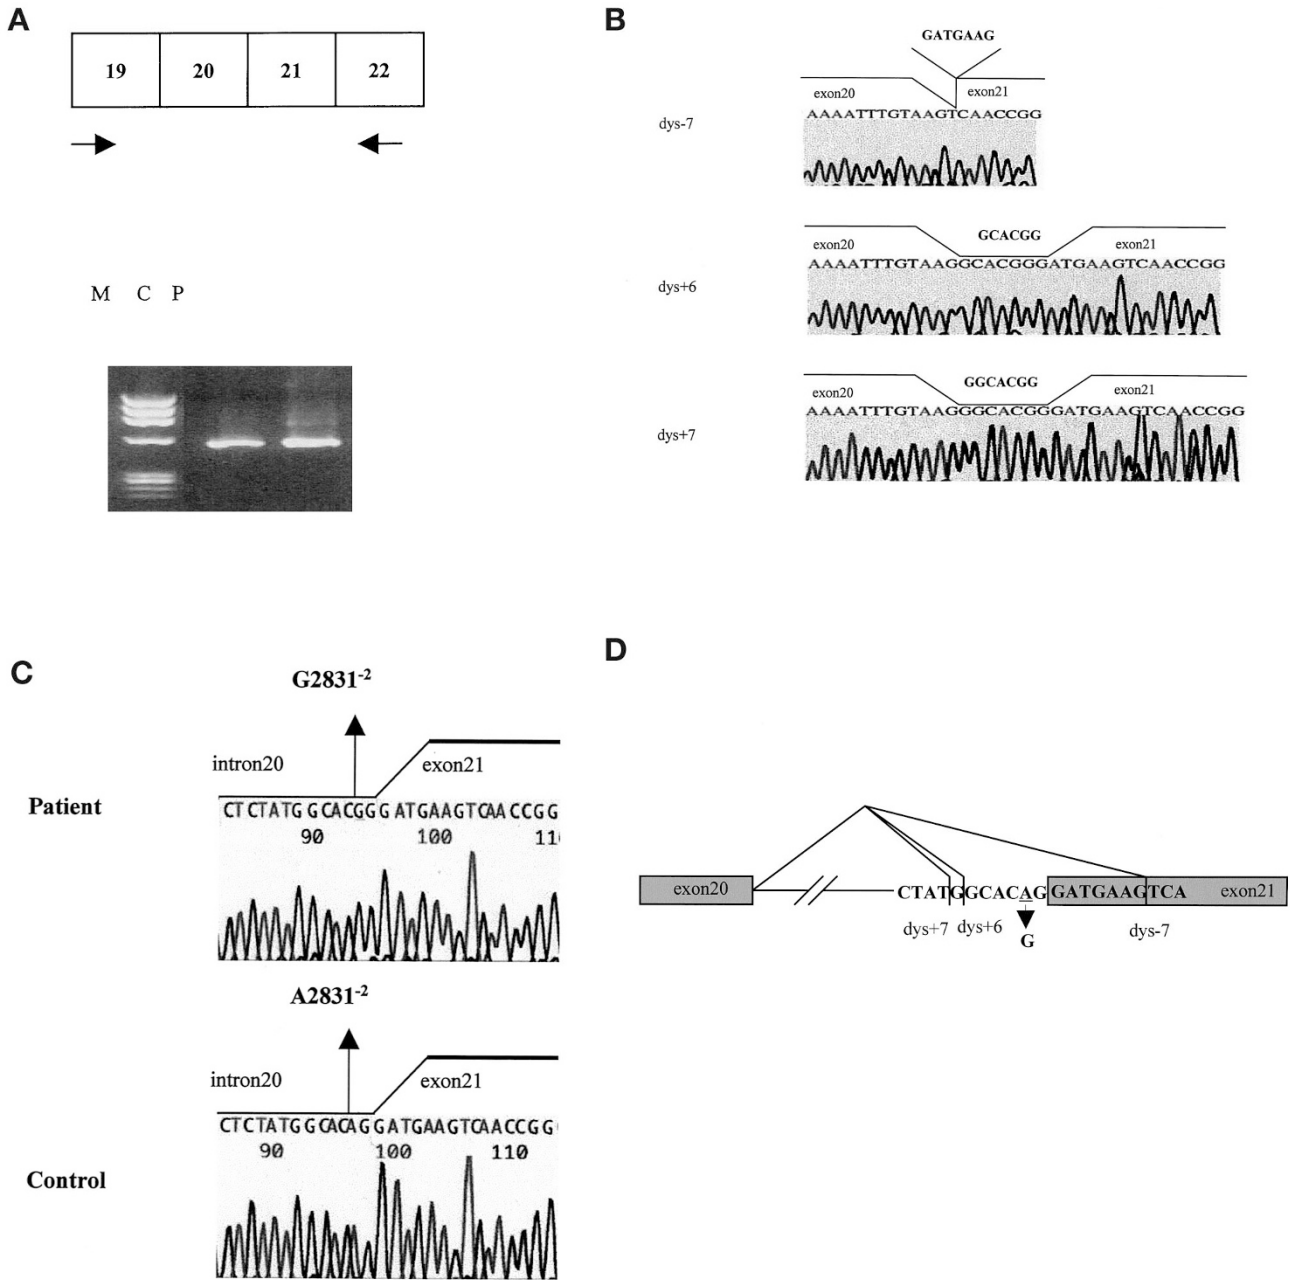 A
19 20 21 22
M C P
B
GATGAAG
exon20 exon21
AAAATTTGTAAGTCAACCGG
dys-7
GCACGG
exon20 exon21
AAAATTTGTAAGGCACGGGATGAAGTCAACCGG
dys+6
GGCACGG
exon20 exon21
AAAATTTGTAAGGGCACGGGATGAAGTCAACCGG
dys+7
C
G2831-2
intron20 exon21
Patient
CTCTATGGCACGGGATGAAGTCAACCGG
90 100 11
A2831-2
intron20 exon21
CTCTATGGCACAGGATGAAGTCAACCGG
90 100 110
Control
D
exon20 CTATGGCACAGGATGAAGTCA exon21
dys+7 dys+6 dys-7
G